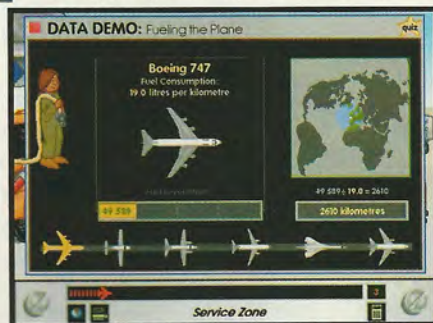 DATA DEMO: Fueling the Plane
quiz
Boeing 747
Fuel Consumption:
19.0 litres per kilometre
49 589 ÷ 19.0 = 2610
49 589
2610 kilometres
Service Zone